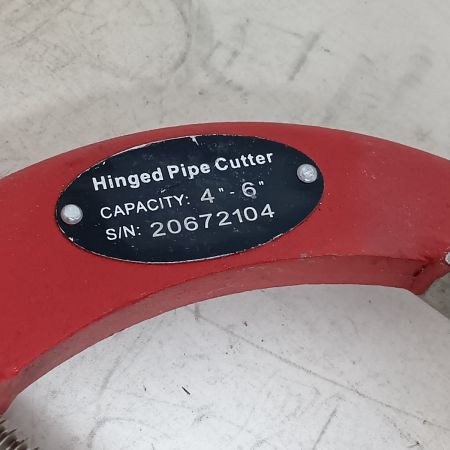 Hinged Pipe Cutter
CAPACITY: 4"-6"
S/N: 20672104